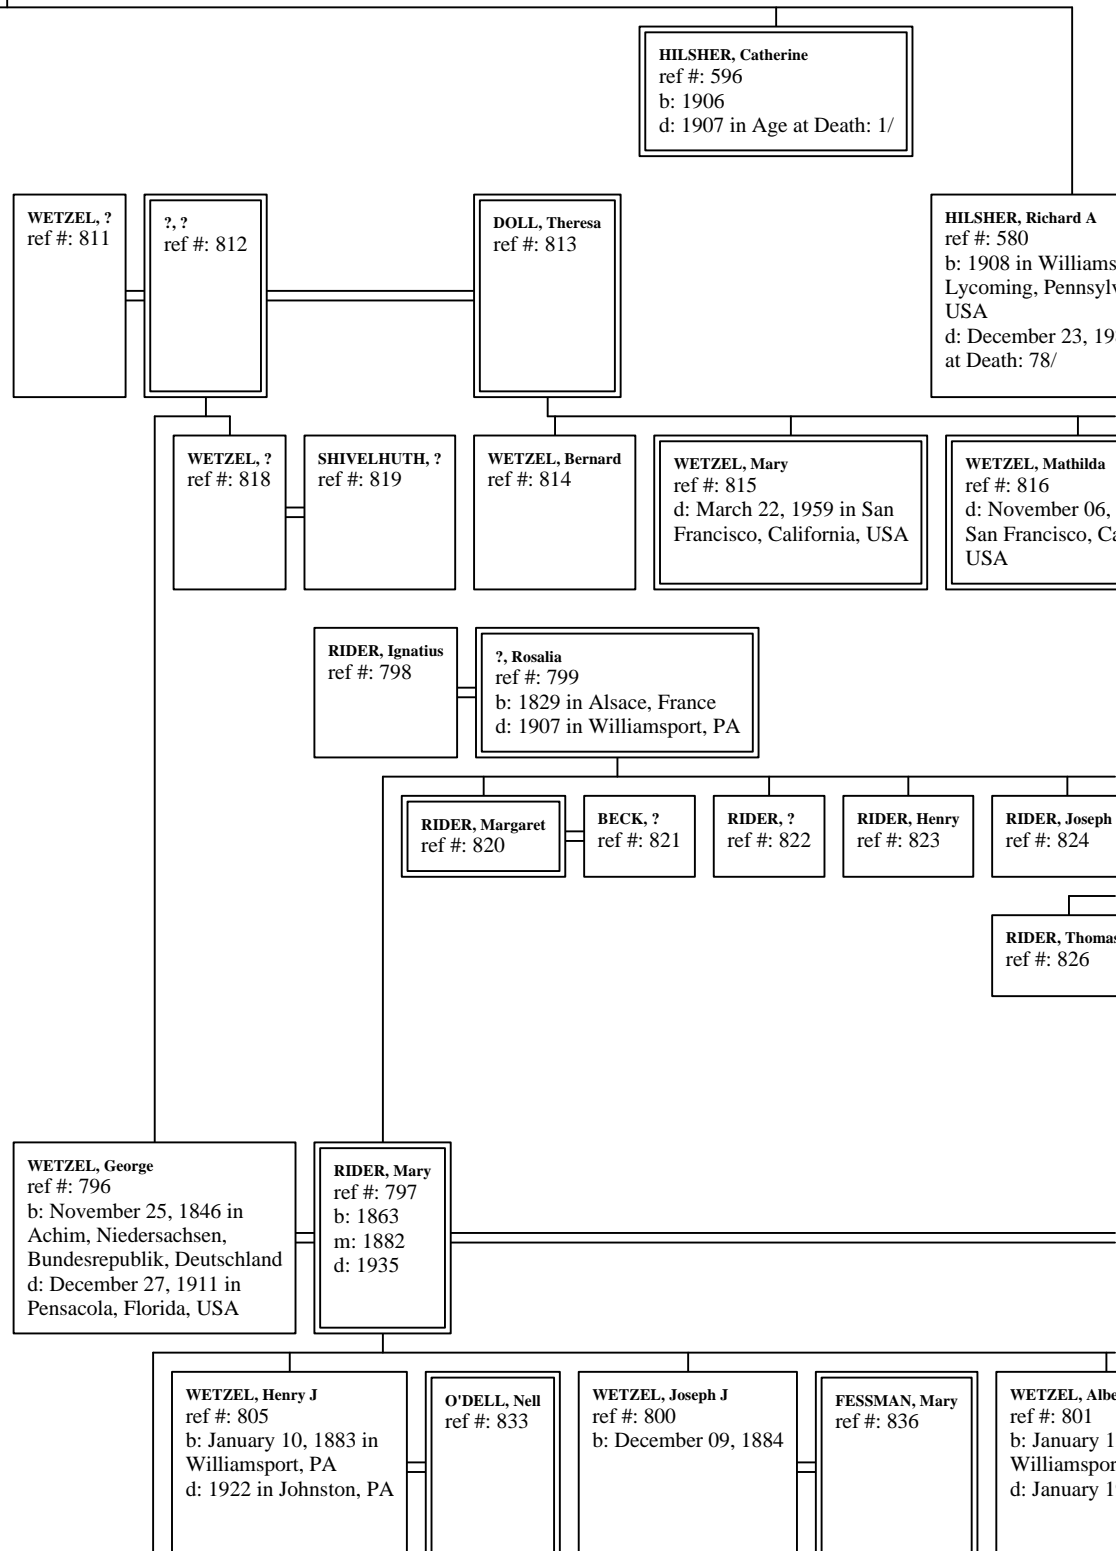 HILSHER, Catherine
ref #: 596
b: 1906
d: 1907 in Age at Death: 1/
WETZEL, ?
ref #: 811
?, ?
ref #: 812
DOLL, Theresa
ref #: 813
HILSHER, Richard A
ref #: 580
b: 1908 in Williams
Lycoming, Pennsylv
USA
d: December 23, 19
at Death: 78/
WETZEL, ?
ref #: 818
SHIVELHUTH, ?
ref #: 819
WETZEL, Bernard
ref #: 814
WETZEL, Mary
ref #: 815
d: March 22, 1959 in San
Francisco, California, USA
WETZEL, Mathilda
ref #: 816
d: November 06,
San Francisco, Ca
USA
RIDER, Ignatius
ref #: 798
?, Rosalia
ref #: 799
b: 1829 in Alsace, France
d: 1907 in Williamsport, PA
RIDER, Margaret
ref #: 820
BECK, ?
ref #: 821
RIDER, ?
ref #: 822
RIDER, Henry
ref #: 823
RIDER, Joseph
ref #: 824
RIDER, Thomas
ref #: 826
WETZEL, George
ref #: 796
b: November 25, 1846 in
Achim, Niedersachsen,
Bundesrepublik, Deutschland
d: December 27, 1911 in
Pensacola, Florida, USA
RIDER, Mary
ref #: 797
b: 1863
m: 1882
d: 1935
WETZEL, Henry J
ref #: 805
b: January 10, 1883 in
Williamsport, PA
d: 1922 in Johnston, PA
O'DELL, Nell
ref #: 833
WETZEL, Joseph J
ref #: 800
b: December 09, 1884
FESSMAN, Mary
ref #: 836
WETZEL, Albe
ref #: 801
b: January 1
Williamspor
d: January 1